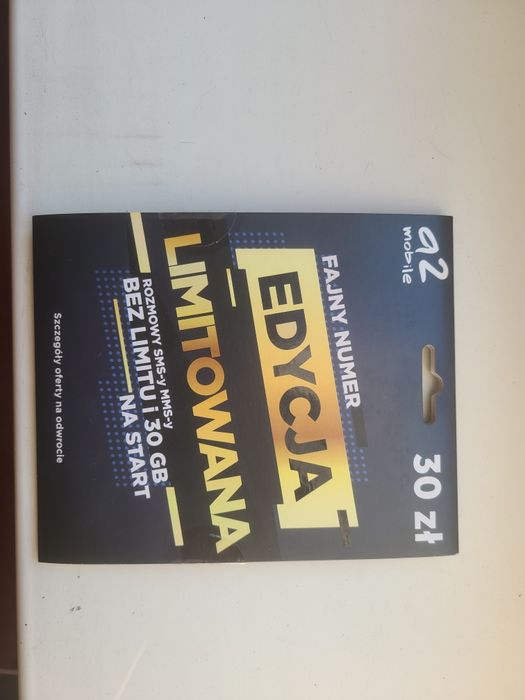 a2
mobile
30 zł
FAJNY NUMER
EDYCJA
LIMITOWANA
ROZMOWY SMS-y MMS-y
BEZ LIMITU i 30 GB
NA START
Szczegóły oferty na odwrocie